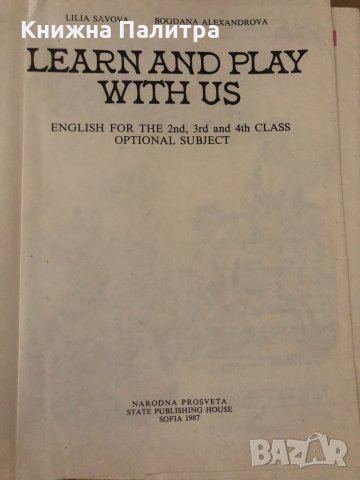 LILIA SAVOVA BOGDANA ALEXANDROVA
Книжна Палитра
LEARN AND PLAY
WITH US
ENGLISH FOR THE 2nd, 3rd and 4th CLASS
OPTIONAL SUBJECT
NARODNA PROSVETA
STATE PUBLISHING HOUSE
SOFIA 1987
BAZAR